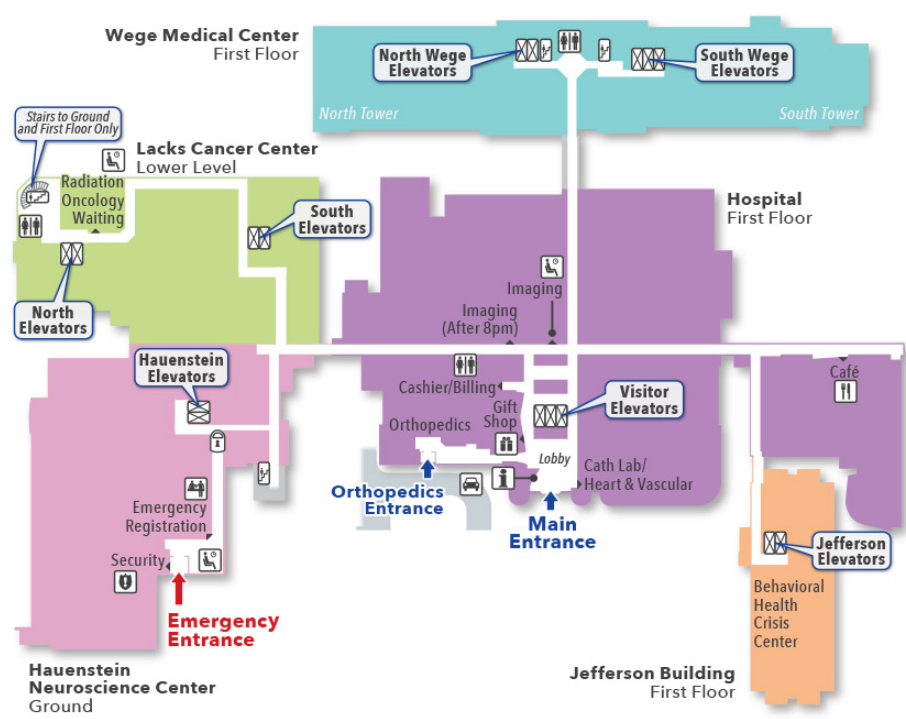 Wege Medical Center
First Floor
North Wege
Elevators
South Wege
Elevators
North Tower
South Tower
Stairs to Ground
and First Floor Only
Lacks Cancer Center
Lower Level
Radiation
Oncology
Waiting
South
Elevators
North
Elevators
Hospital
First Floor
Imaging
Imaging
(After 8pm)
Hauenstein
Elevators
Cashier/Billing
Gift
Shop
Visitor
Elevators
Café
Orthopedics
Lobby
Cath Lab/
Heart & Vascular
Orthopedics
Entrance
Main
Entrance
Emergency
Registration
Security
Emergency
Entrance
Jefferson
Elevators
Behavioral
Health
Crisis
Center
Hauenstein
Neuroscience Center
Ground
Jefferson Building
First Floor